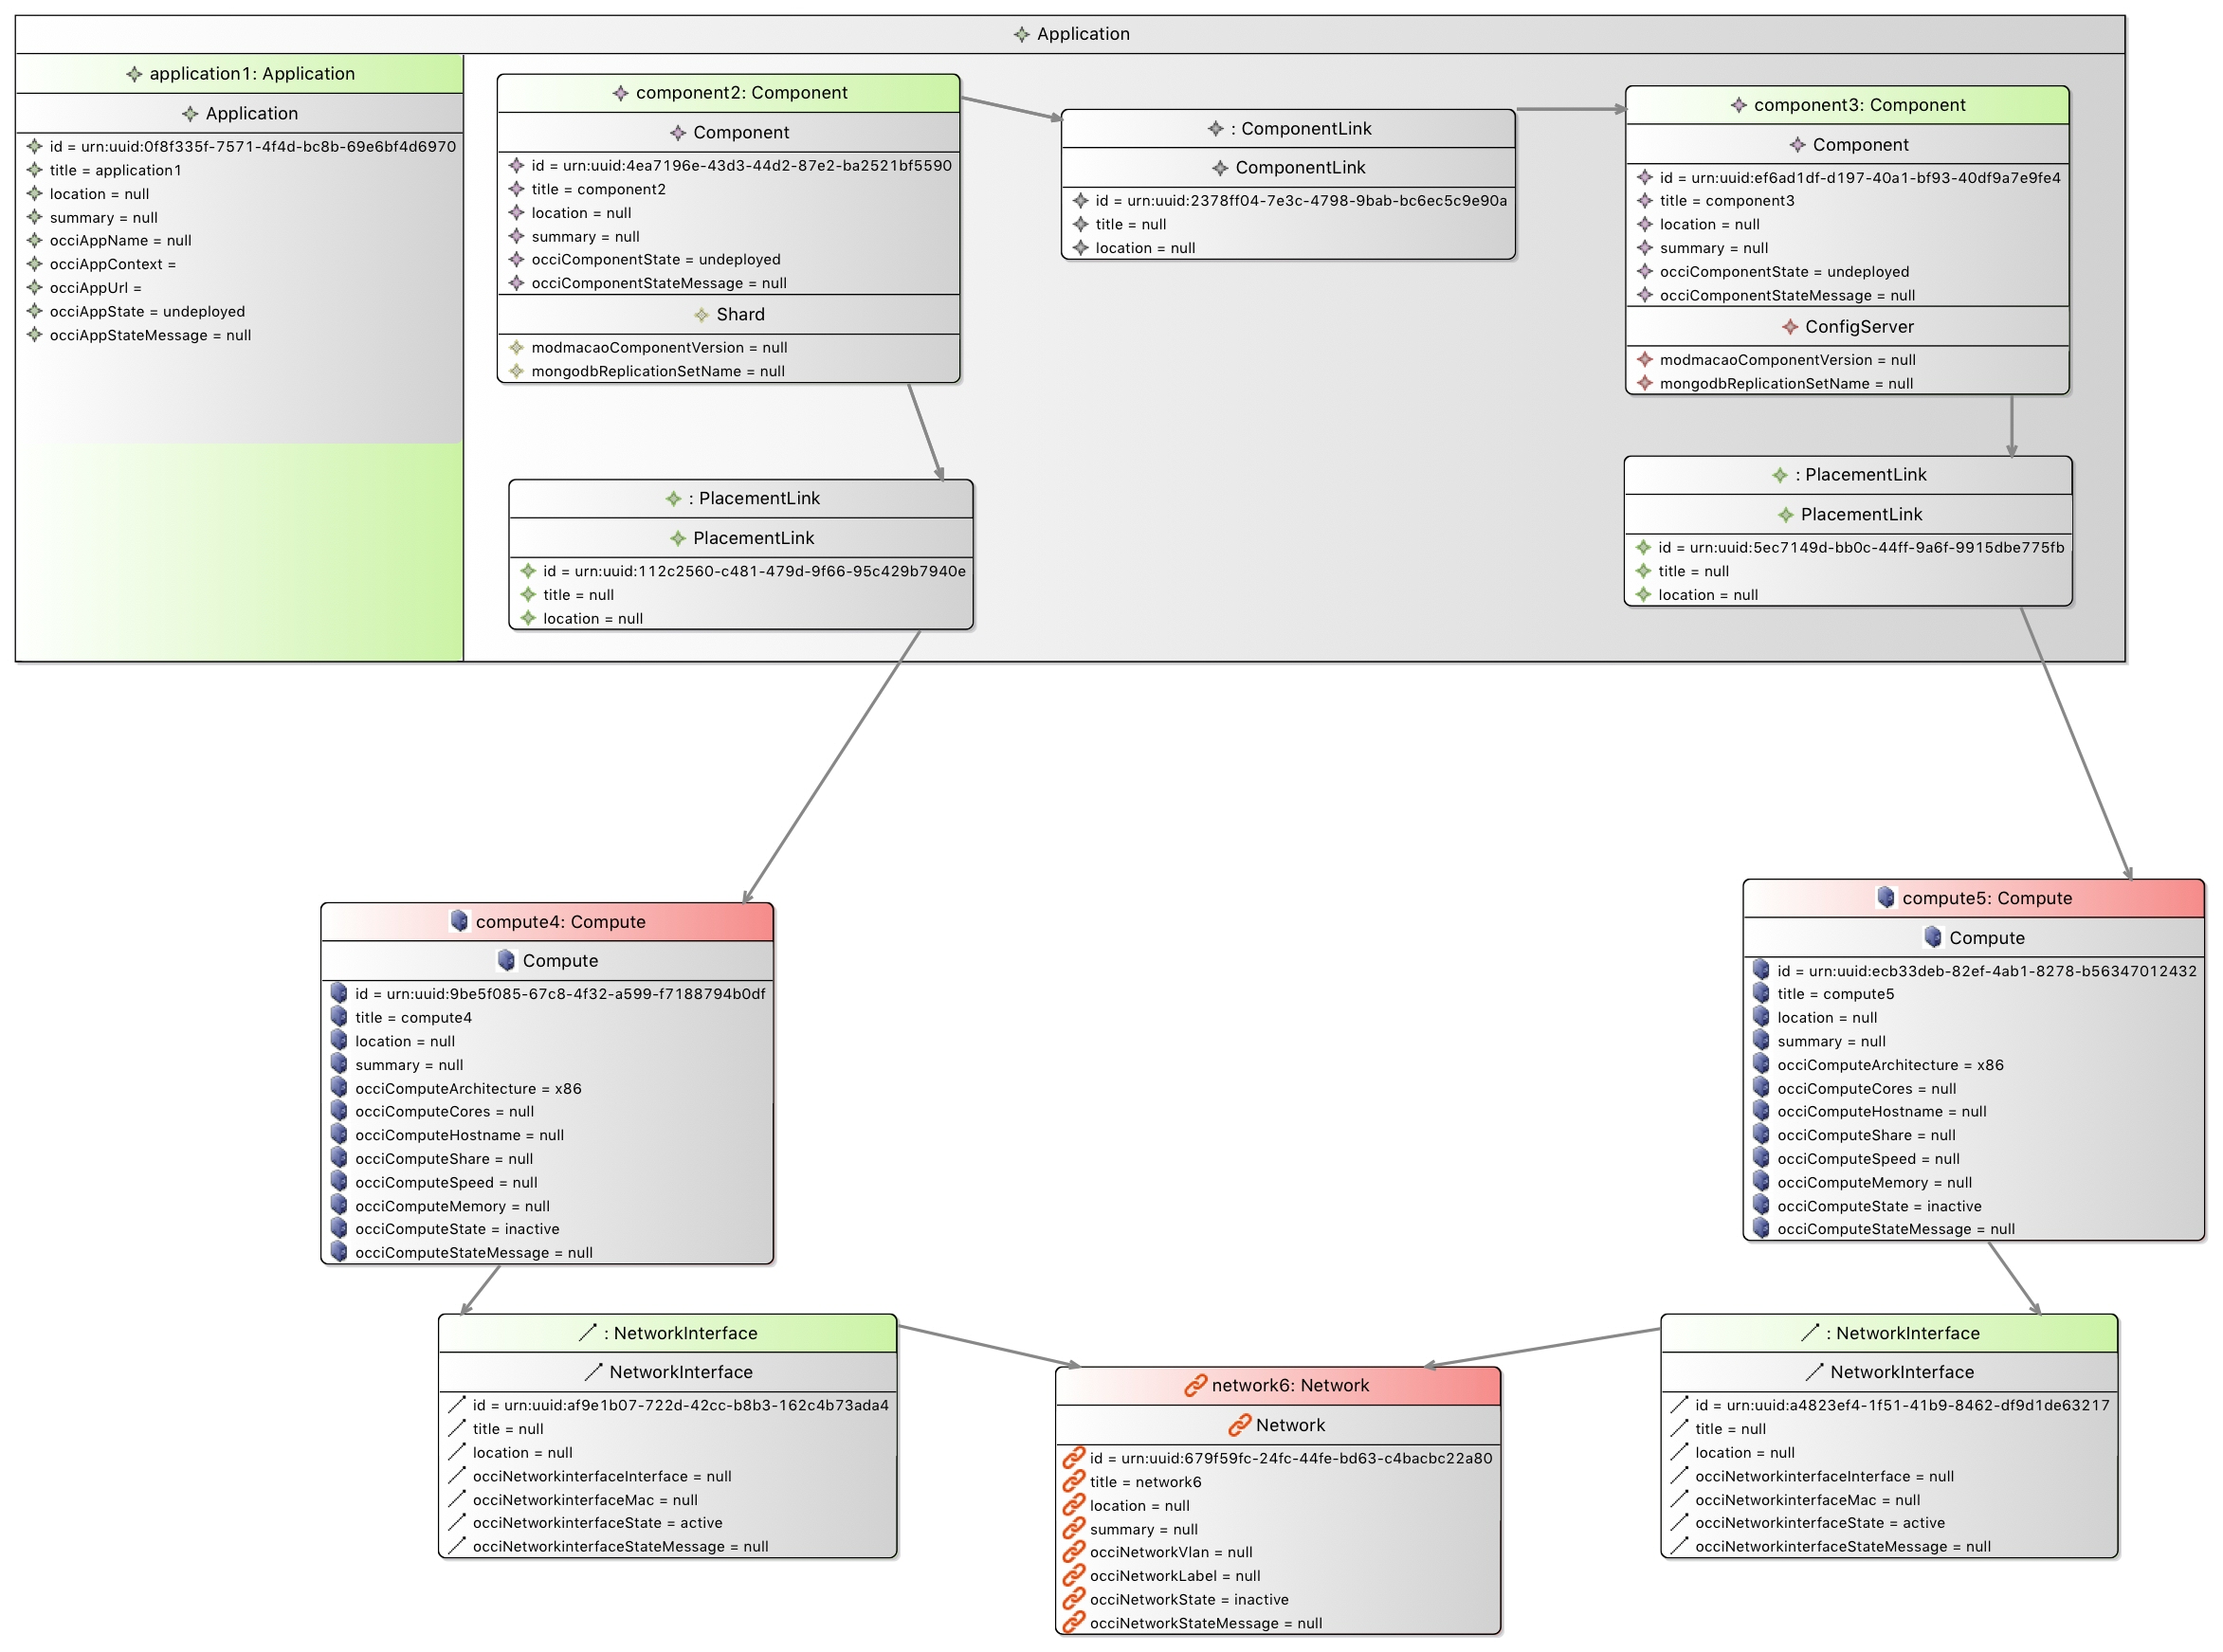 Application
application1: Application
Application
id = urn:uuid:0f8f335f-7571-4f4d-bc8b-69e6bf4d6970
title = application1
location = null
summary = null
occiAppName = null
occiAppContext =
occiAppUrl =
occiAppState = undeployed
occiAppStateMessage = null
component2: Component
Component
id = urn:uuid:4ea7196e-43d3-44d2-87e2-ba2521bf5590
title = component2
location = null
summary = null
occiComponentState = undeployed
occiComponentStateMessage = null
Shard
modmacaoComponentVersion = null
mongodbReplicationSetName = null
: ComponentLink
ComponentLink
id = urn:uuid:2378ff04-7e3c-4798-9bab-bc6ec5c9e90a
title = null
location = null
component3: Component
Component
id = urn:uuid:ef6ad1df-d197-40a1-bf93-40df9a7e9fe4
title = component3
location = null
summary = null
occiComponentState = undeployed
occiComponentStateMessage = null
ConfigServer
modmacaoComponentVersion = null
mongodbReplicationSetName = null
: PlacementLink
PlacementLink
id = urn:uuid:112c2560-c481-479d-9f66-95c429b7940e
title = null
location = null
: PlacementLink
PlacementLink
id = urn:uuid:5ec7149d-bb0c-44ff-9a6f-9915dbe775fb
title = null
location = null
compute4: Compute
Compute
id = urn:uuid:9be5f085-67c8-4f32-a599-f7188794b0df
title = compute4
location = null
summary = null
occiComputeArchitecture = x86
occiComputeCores = null
occiComputeHostname = null
occiComputeShare = null
occiComputeSpeed = null
occiComputeMemory = null
occiComputeState = inactive
occiComputeStateMessage = null
compute5: Compute
Compute
id = urn:uuid:ecb33deb-82ef-4ab1-8278-b56347012432
title = compute5
location = null
summary = null
occiComputeArchitecture = x86
occiComputeCores = null
occiComputeHostname = null
occiComputeShare = null
occiComputeSpeed = null
occiComputeMemory = null
occiComputeState = inactive
occiComputeStateMessage = null
: NetworkInterface
NetworkInterface
id = urn:uuid:af9e1b07-722d-42cc-b8b3-162c4b73ada4
title = null
location = null
occiNetworkinterfaceInterface = null
occiNetworkinterfaceMac = null
occiNetworkinterfaceState = active
occiNetworkinterfaceStateMessage = null
network6: Network
Network
id = urn:uuid:679f59fc-24fc-44fe-bd63-c4bacbc22a80
title = network6
location = null
summary = null
occiNetworkVlan = null
occiNetworkLabel = null
occiNetworkState = inactive
occiNetworkStateMessage = null
: NetworkInterface
NetworkInterface
id = urn:uuid:a4823ef4-1f51-41b9-8462-df9d1de63217
title = null
location = null
occiNetworkinterfaceInterface = null
occiNetworkinterfaceMac = null
occiNetworkinterfaceState = active
occiNetworkinterfaceStateMessage = null